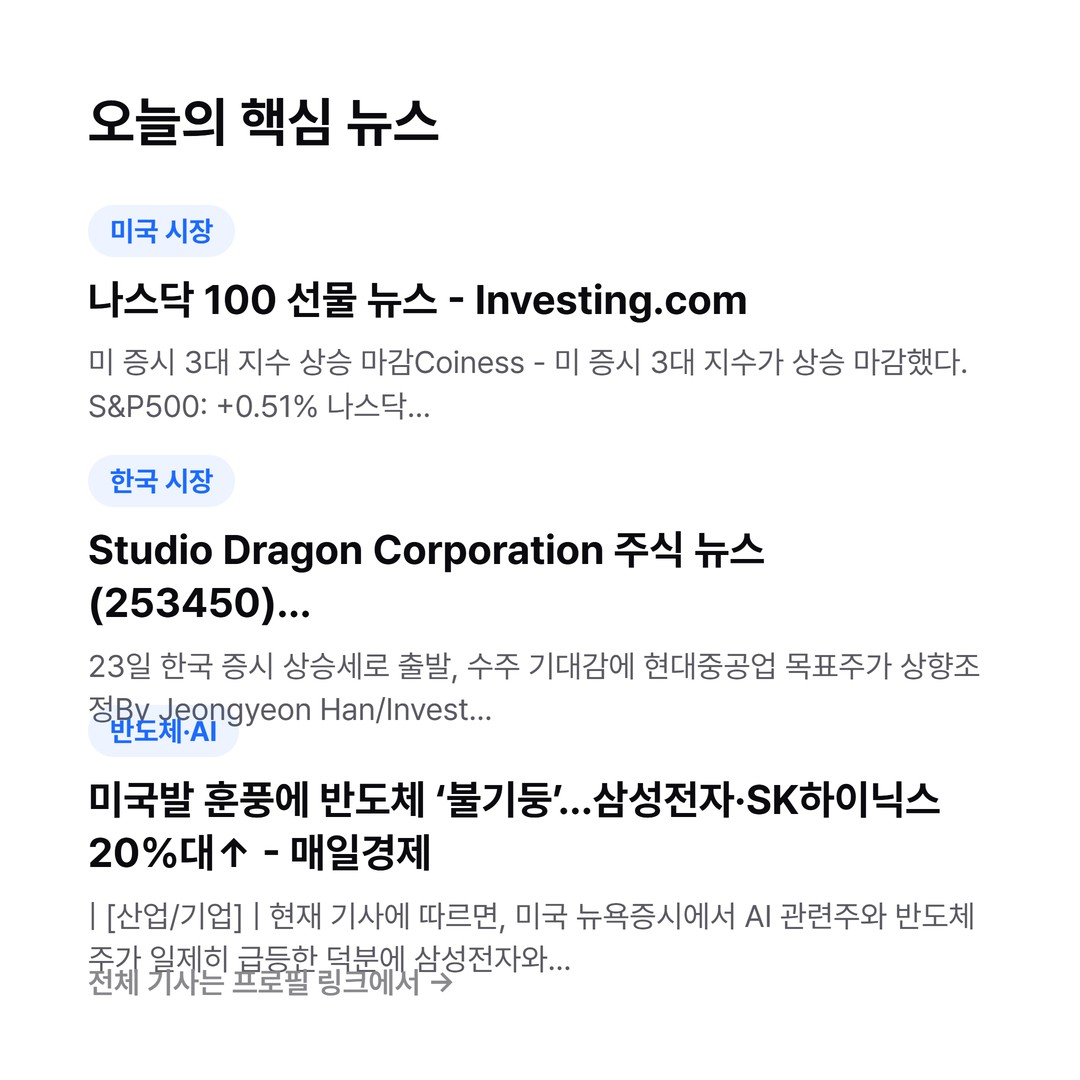 오늘의 핵심 뉴스
미국 시장
나스닥 100 선물 뉴스 - Investing.com
미 증시 3대 지수 상승 마감Coiness - 미 증시 3대 지수가 상승 마감했다.
S&P500: +0.51% 나스닥...
한국 시장
Studio Dragon Corporation 주식 뉴스
(253450)...
23일 한국 증시 상승세로 출발, 수주 기대감에 현대중공업 목표주가 상향조
정By Jeongyeon Han/Invest...
반도체·AI
미국발 훈풍에 반도체 ‘불기둥’...삼성전자·SK하이닉스
20%대↑ - 매일경제
| [산업/기업] | 현재 기사에 따르면, 미국 뉴욕증시에서 AI 관련주와 반도체
주가 일제히 급등한 덕분에 삼성전자와...
전체 기사는 프로필 링크에서 →